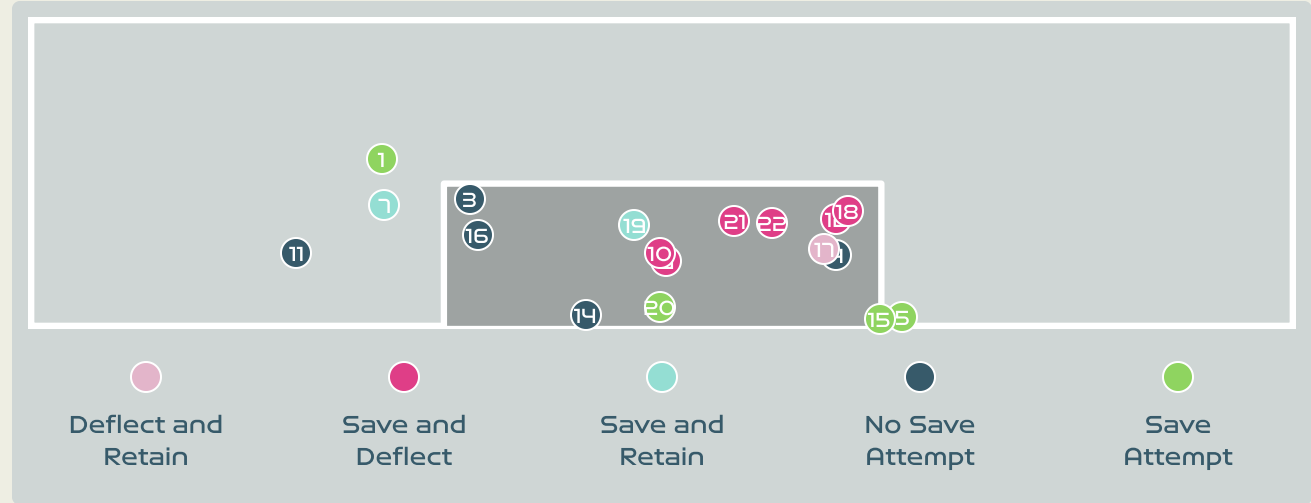 1
7
3
18
19
21
22
16
17
11
10
20
14
15
5
Deflect and
Retain
Save and
Deflect
Save and
Retain
No Save
Attempt
Save
Attempt